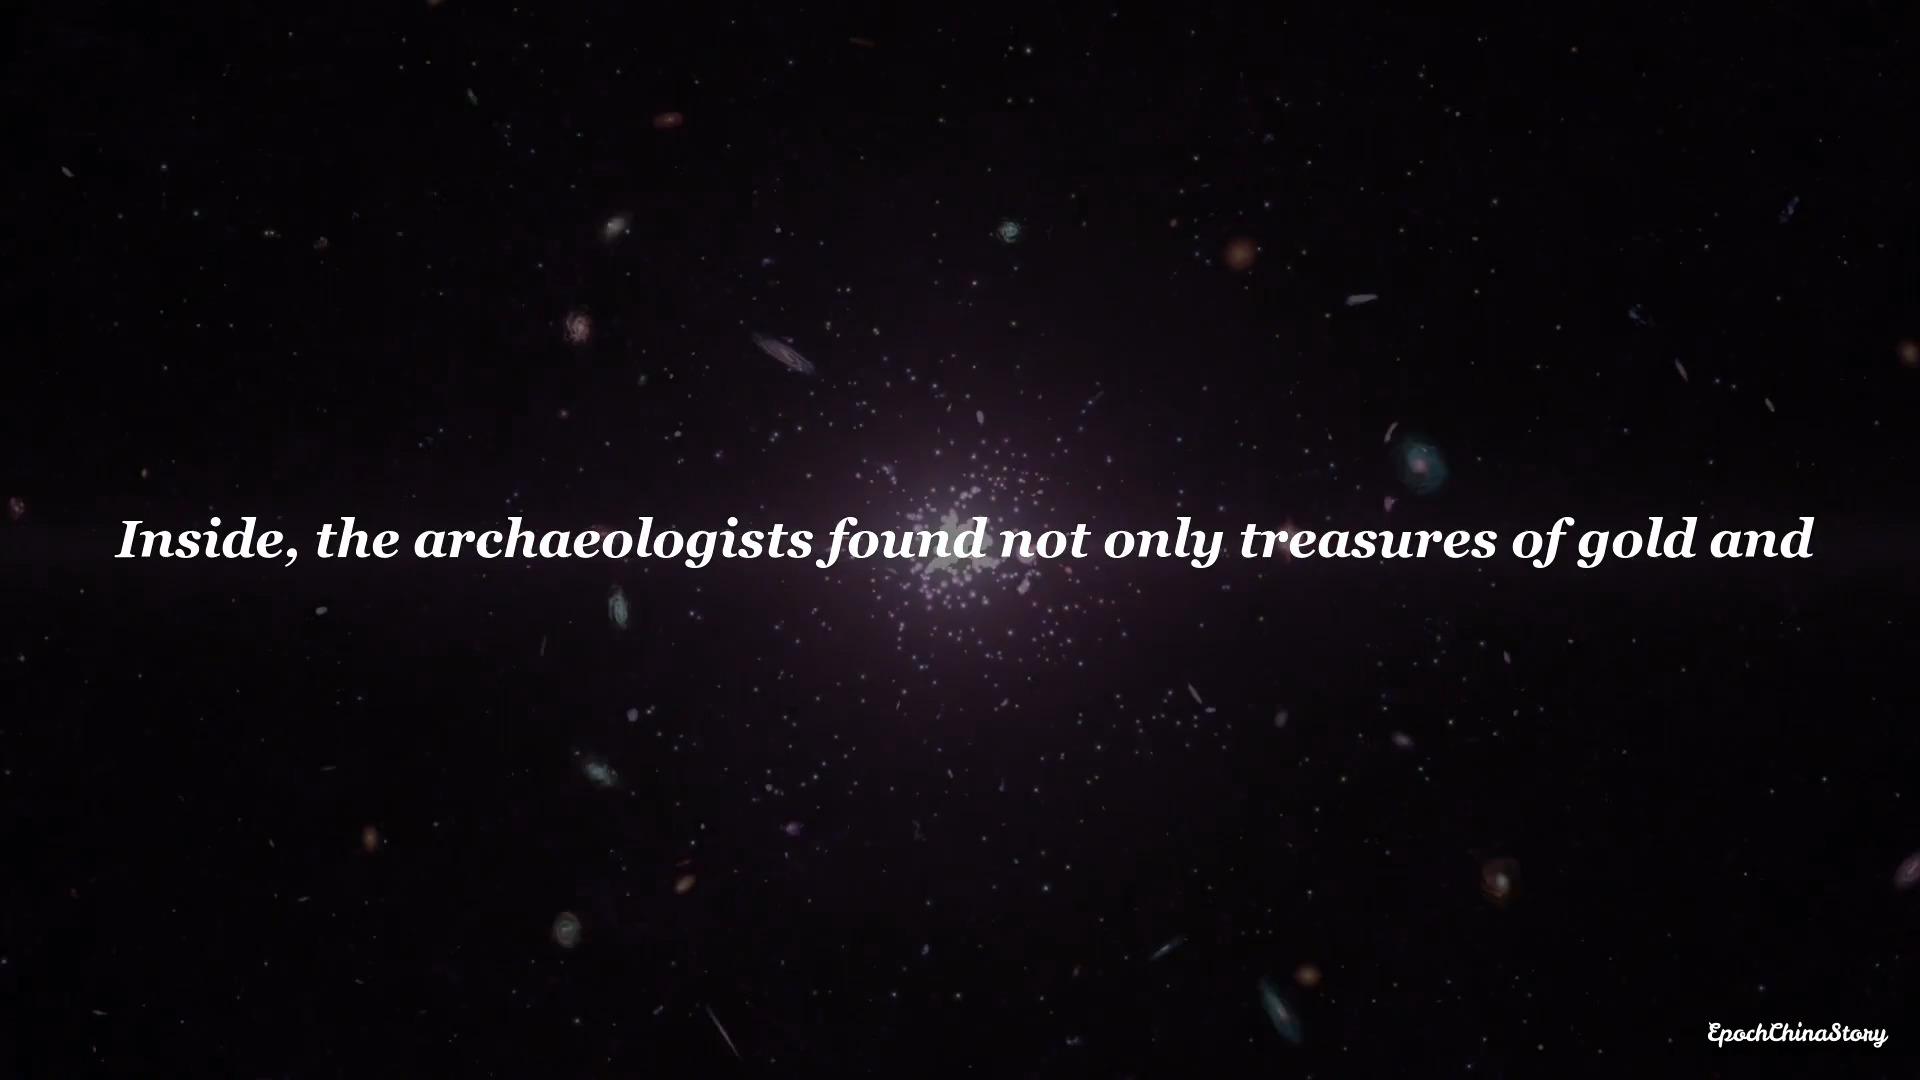 Inside, the archaeologists found not only treasures of gold and
EpochChinaStory